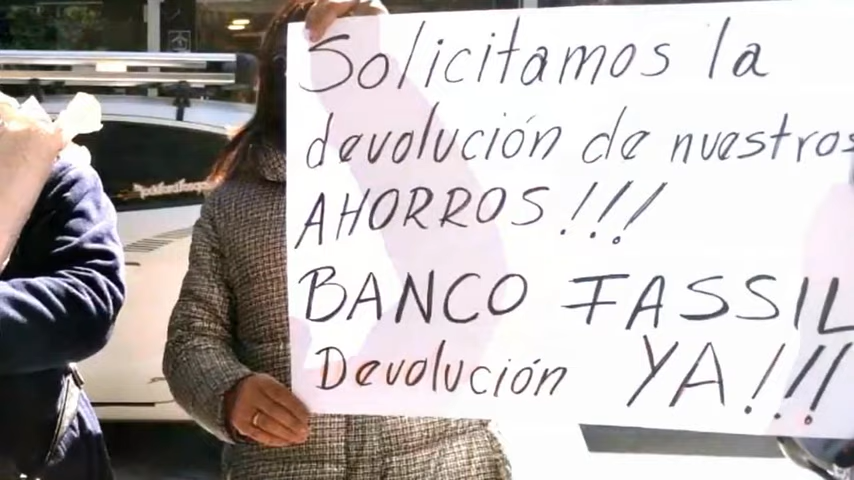 Solicitamos la
devolución de nuestros
AHORROS!!!
BANCO FASSIL
Devolución YA!!!